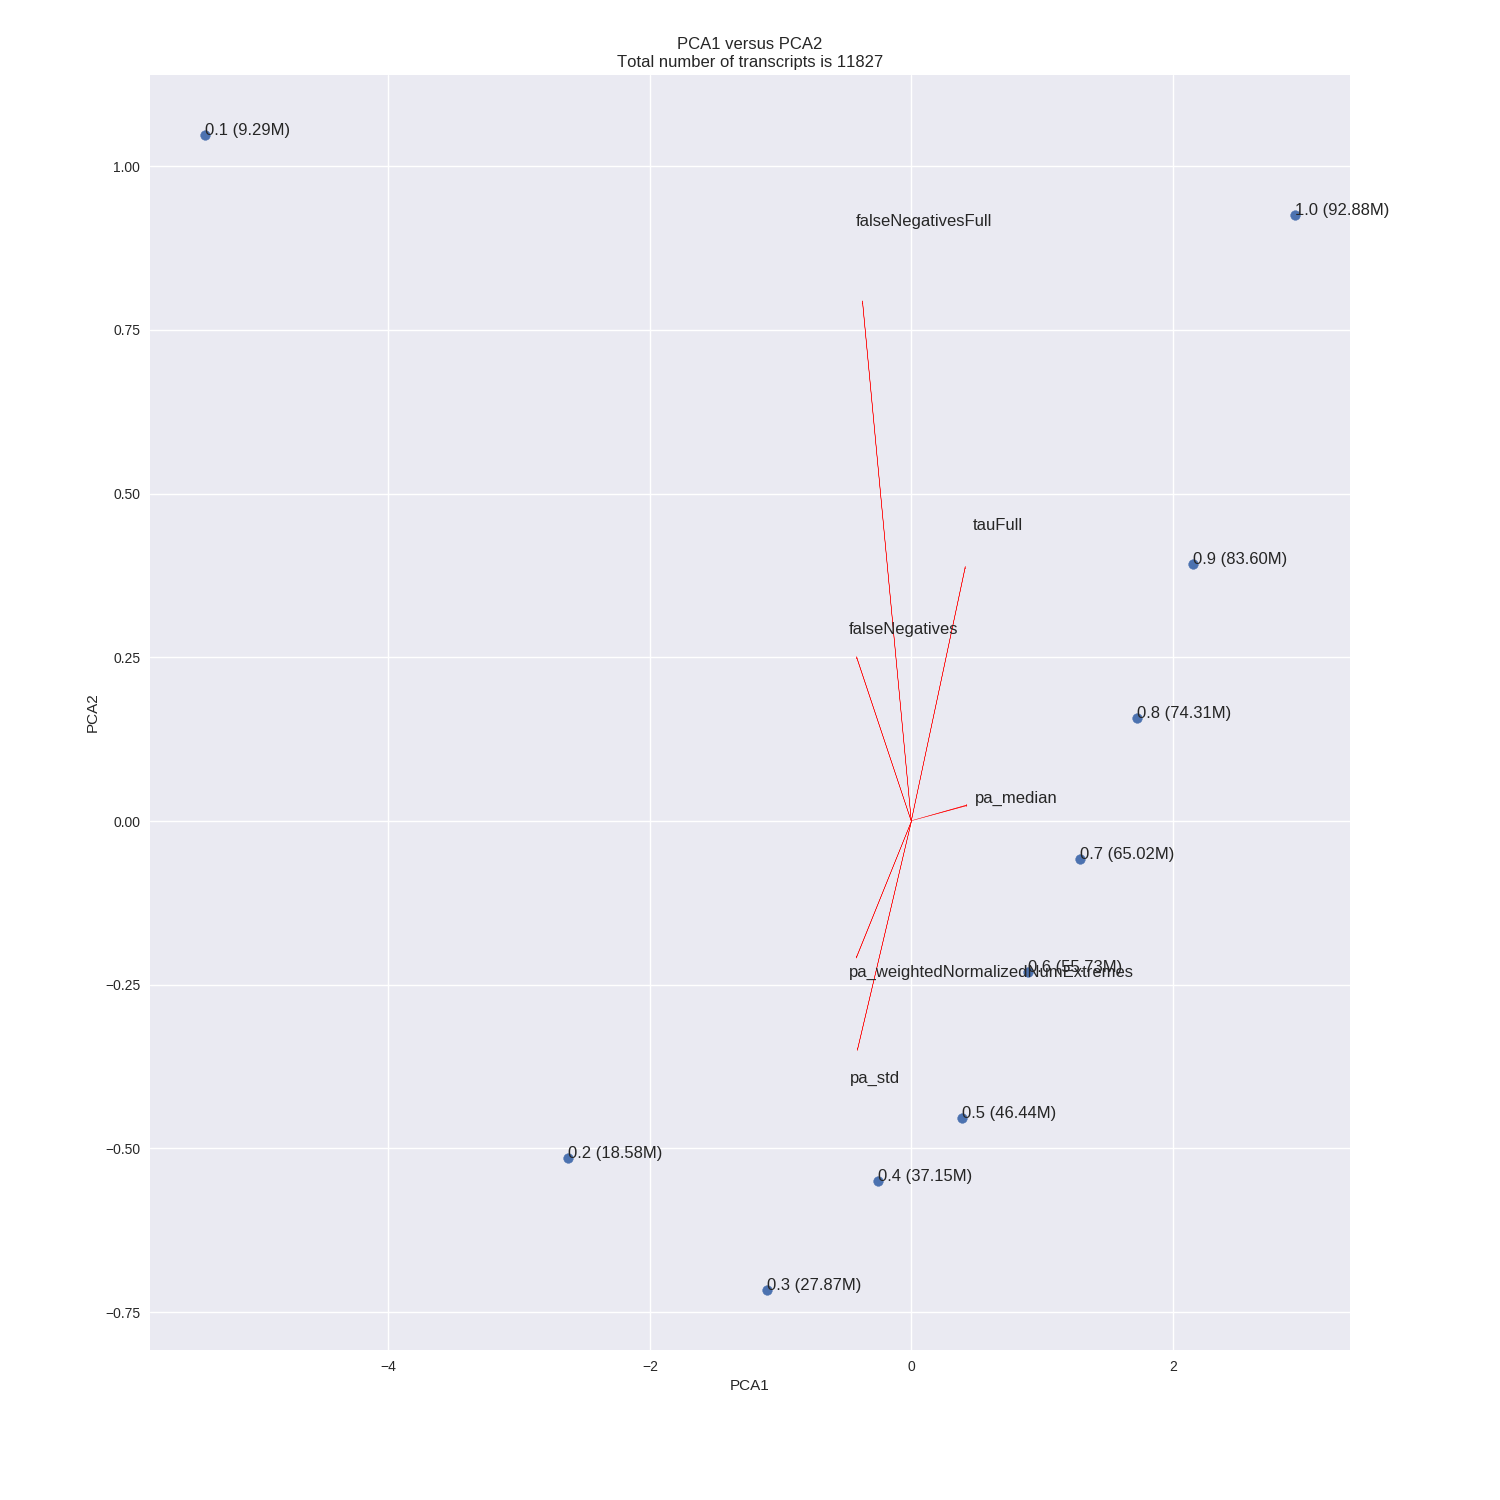 PCA1 versus PCA2
Total number of transcripts is 11827
0.1 (9.29M)
1.00
1.0 (92.88M)
falseNegativesFull
0.75
0.50
tauFull
0.9 (83.60M)
falseNegatives
0.25
PCA2
0.8 (74.31M)
pa_median
0.00
0.7 (65.02M)
0.6 (55.73M)
pa_weightedNormalizedNumExtremes
−0.25
pa_std
0.5 (46.44M)
−0.50
0.2 (18.58M)
0.4 (37.15M)
0.3 (27.87M)
−0.75
−4 −2 0 2
PCA1